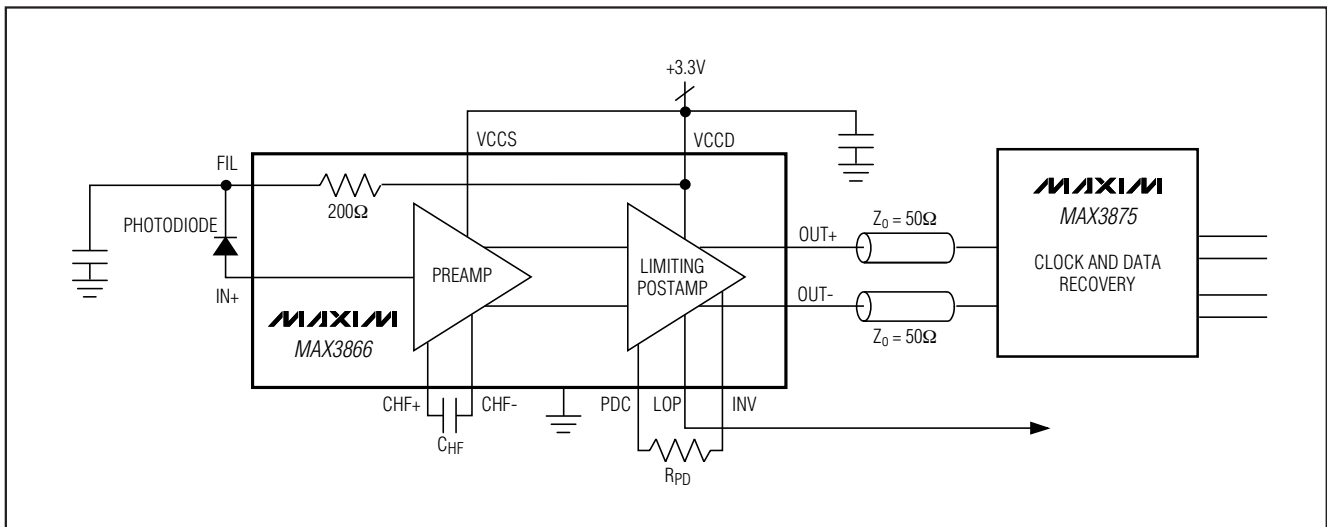 +3.3V
VCCS
VCCD
FIL
200Ω
PHOTODIODE
IN+
PREAMP
LIMITING
POSTAMP
OUT+
OUT-
Z0 = 50Ω
Z0 = 50Ω
MAXIM
MAX3866
MAXIM
MAX3875
CLOCK AND DATA
RECOVERY
CHF+
CHF-
CHF
PDC
LOP
INV
RPD